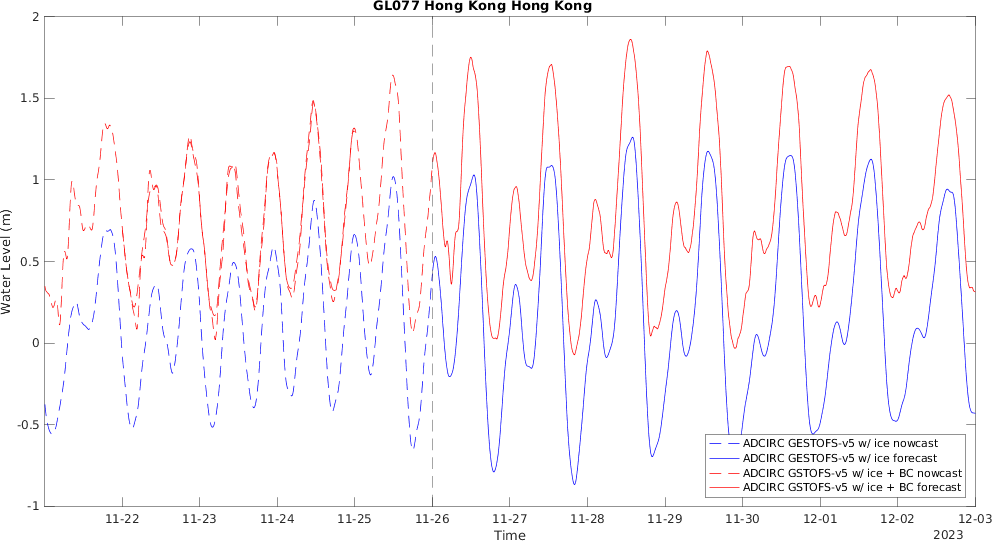 GL077 Hong Kong Hong Kong
2
1.5
1
0.5
0
-0.5
-1
Water Level (m)
11-22
11-23
11-24
11-25
11-26
11-27
11-28
11-29
11-30
12-01
12-02
12-03
Time
2023
ADCIRC GESTOFS-v5 w/ ice nowcast
ADCIRC GESTOFS-v5 w/ ice forecast
ADCIRC GSTOFS-v5 w/ ice + BC nowcast
ADCIRC GSTOFS-v5 w/ ice + BC forecast